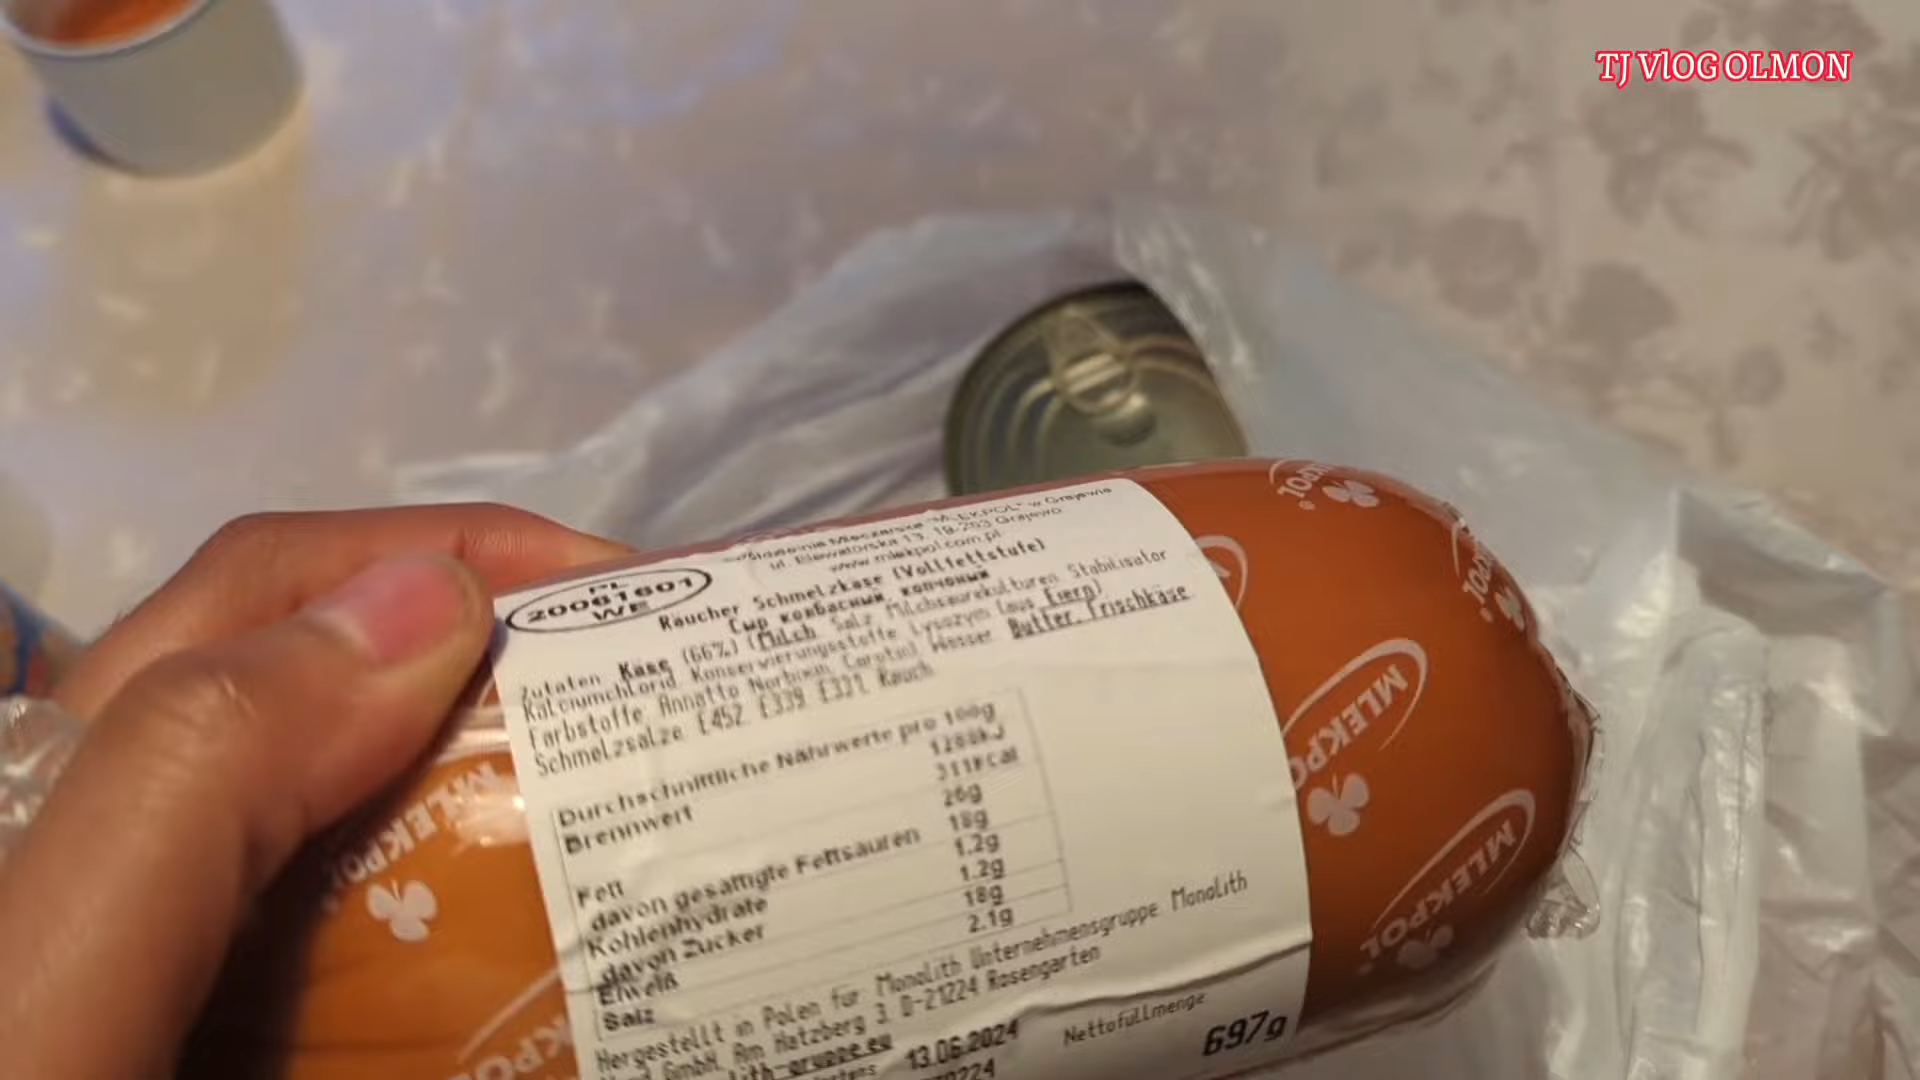 TJ VlOG OLMON
"MLEKPOL" w Grajewie
ul. Elewatorska 13, 19-203 Grajewo
www.mlekpol.com.pl
PL
20061601
WE
Räucher Schmelzkäse (Vollfettstufe)
Сыр колбасный копченый
Zutaten Käse (66%) (Milch Salz Milchsäurekulturen Stabilisator
Kalciumchlorid Konservierungsstoffe Lysozym (aus Eiern)
Farbstoffe Annatto Norbixin Carotin) Wasser Butter, Frischkäse
Schmelzsalze E452 E339 E331 Rauch
Durchschnittliche Nährwerte pro 100g
Brennwert 1288kJ
311Kcal
Fett 26g
davon gesättigte Fettsäuren 18g
Kohlenhydrate 1.2g
davon Zucker 1.2g
Eiweiß 18g
Salz 2.1g
Hergestellt in Polen für Monolith Unternehmensgruppe Monolith
GmbH, Am Hatzberg 3 D-21224 Rosengarten
13.06.2024
Nettofüllmenge
697g
MLEKPOL
MLEKPOL
MLEKPOL